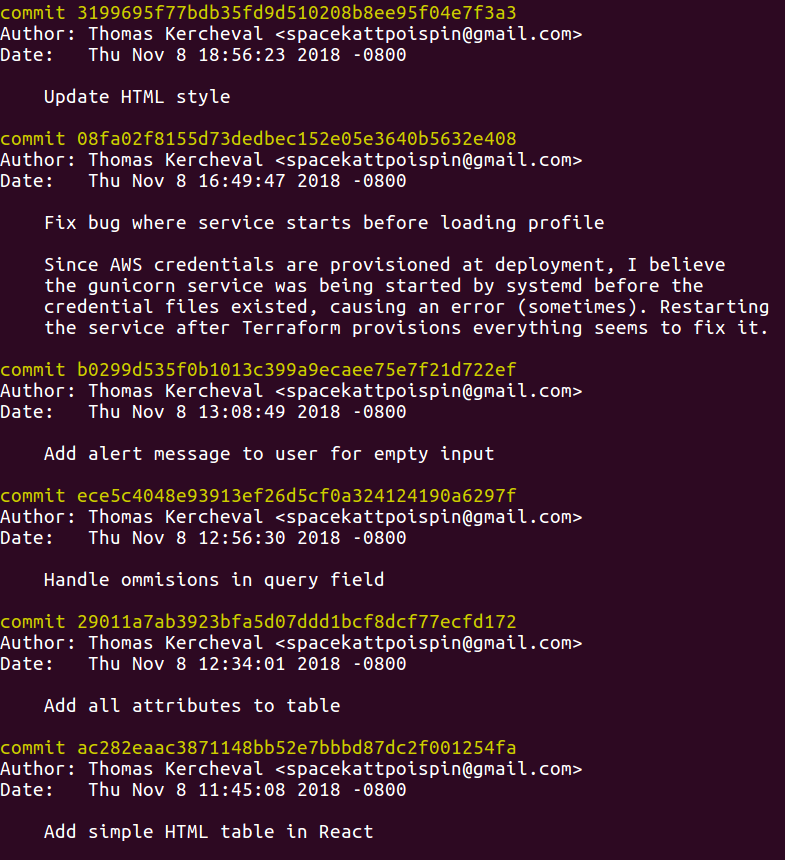 commit 3199695f77bdb35fd9d510208b8ee95f04e7f3a3
Author: Thomas Kercheval <spacekattpoispin@gmail.com>
Date:   Thu Nov 8 18:56:23 2018 -0800
Update HTML style
commit 08fa02f8155d73dedbec152e05e3640b5632e408
Author: Thomas Kercheval <spacekattpoispin@gmail.com>
Date:   Thu Nov 8 16:49:47 2018 -0800
Fix bug where service starts before loading profile
Since AWS credentials are provisioned at deployment, I believe
the gunicorn service was being started by systemd before the
credential files existed, causing an error (sometimes). Restarting
the service after Terraform provisions everything seems to fix it.
commit b0299d535f0b1013c399a9ecaee75e7f21d722ef
Author: Thomas Kercheval <spacekattpoispin@gmail.com>
Date:   Thu Nov 8 13:08:49 2018 -0800
Add alert message to user for empty input
commit ece5c4048e93913ef26d5cf0a324124190a6297f
Author: Thomas Kercheval <spacekattpoispin@gmail.com>
Date:   Thu Nov 8 12:56:30 2018 -0800
Handle ommisions in query field
commit 29011a7ab3923bfa5d07ddd1bcf8dcf77ecfd172
Author: Thomas Kercheval <spacekattpoispin@gmail.com>
Date:   Thu Nov 8 12:34:01 2018 -0800
Add all attributes to table
commit ac282eaac3871148bb52e7bbbd87dc2f001254fa
Author: Thomas Kercheval <spacekattpoispin@gmail.com>
Date:   Thu Nov 8 11:45:08 2018 -0800
Add simple HTML table in React